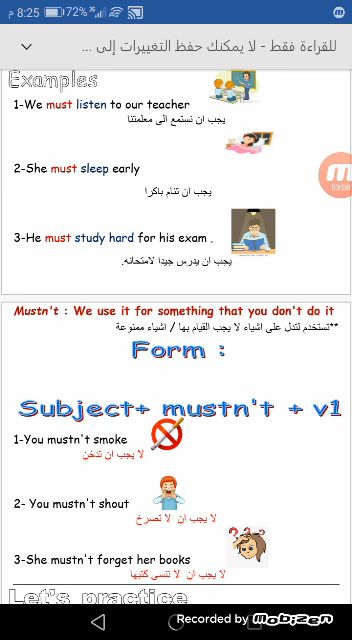 8:25 م 72%
للقراءة فقط - لا يمكنك حفظ التغييرات إلى ...
Examples
1-We must listen to our teacher
يجب ان نستمع الى معلمتنا
2-She must sleep early
يجب ان تنام باكرا
03:08
3-He must study hard for his exam .
يجب ان يدرس جيدا لامتحانه.
Mustn't : We use it for something that you don't do it
**تستخدم لتدل على اشياء لا يجب القيام بها / اشياء ممنوعة
Form :
Subject+ mustn't + v1
1-You mustn't smoke
لا يجب ان تدخن
2- You mustn't shout
لا يجب ان لا تصرخ
3-She mustn't forget her books
لا يجب ان لا تنسى كتبها
Let's practice
Recorded by Mobizen